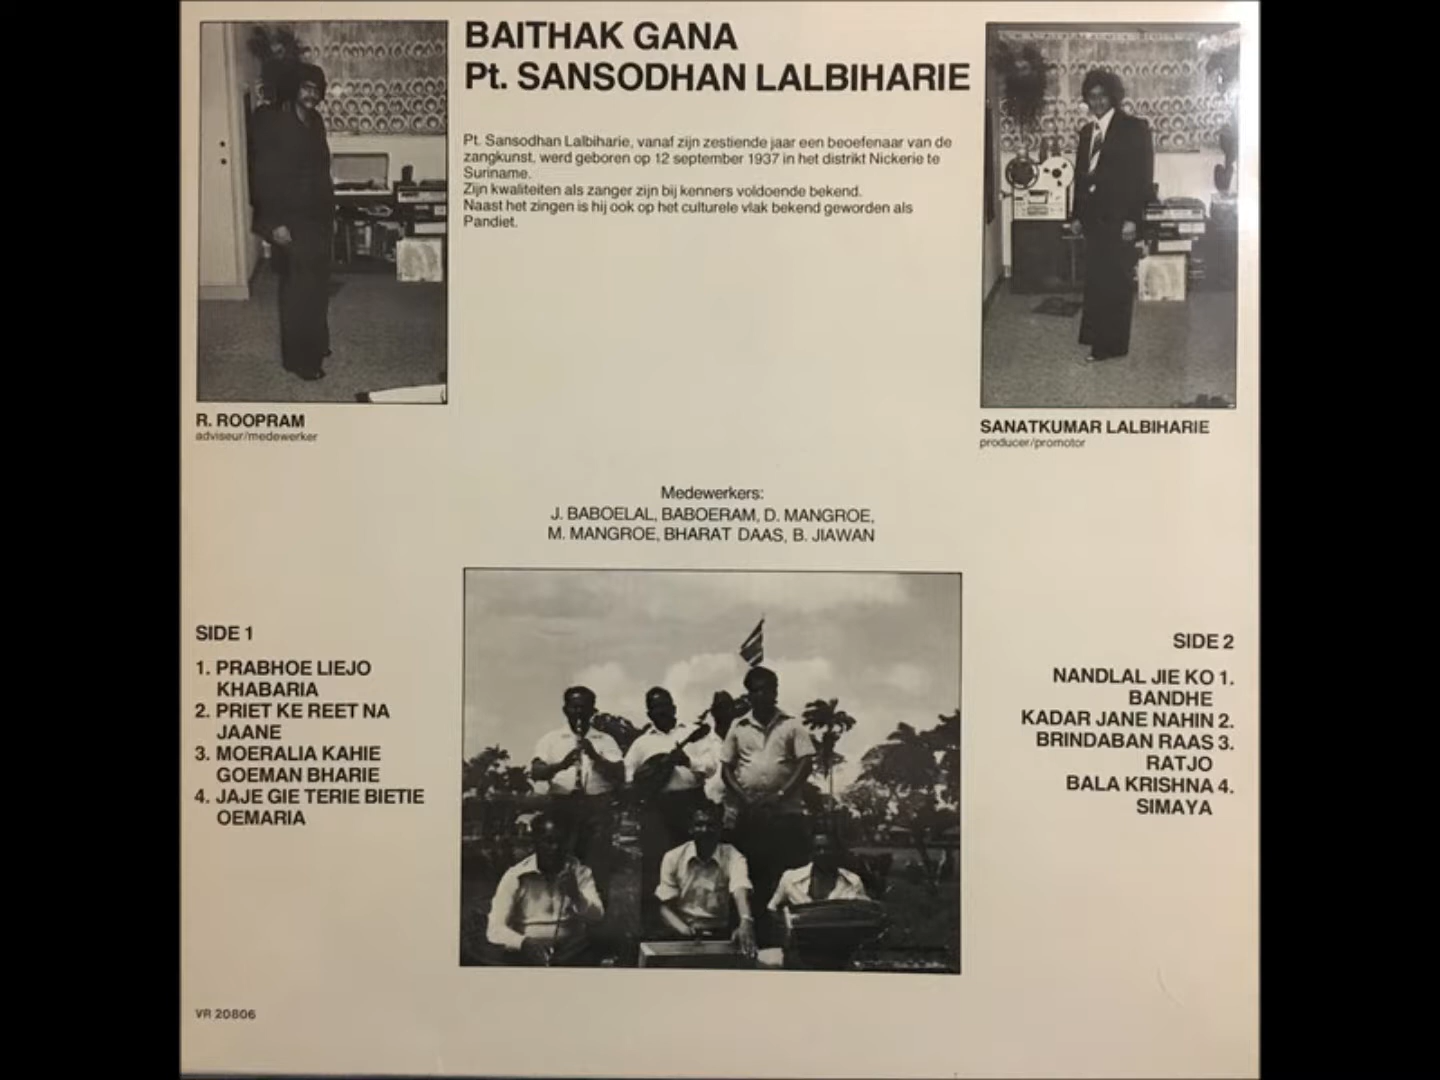 BAITHAK GANA
Pt. SANSODHAN LALBIHARIE
Pt. Sansodhan Lalbiharie, vanaf zijn zestiende jaar een beoefenaar van de
zangkunst, werd geboren op 12 september 1937 in het distrikt Nickerie te
Suriname.
Zijn kwaliteiten als zanger zijn bij kenners voldoende bekend.
Naast het zingen is hij ook op het culturele vlak bekend geworden als
Pandiet.
R. ROOPRAM
adviseur/medewerker
SANATKUMAR LALBIHARIE
producer/promotor
Medewerkers:
J. BABOELAL, BABOERAM, D. MANGROE,
M. MANGROE, BHARAT DAAS, B. JIAWAN
SIDE 1
1. PRABHOE LIEJO
KHABARIA
2. PRIET KE REET NA
JAANE
3. MOERALIA KAHIE
GOEMAN BHARIE
4. JAJE GIE TERIE BIETIE
OEMARIA
SIDE 2
NANDLAL JIE KO 1.
BANDHE
KADAR JANE NAHIN 2.
BRINDABAN RAAS 3.
RATJO
BALA KRISHNA 4.
SIMAYA
VR 20806